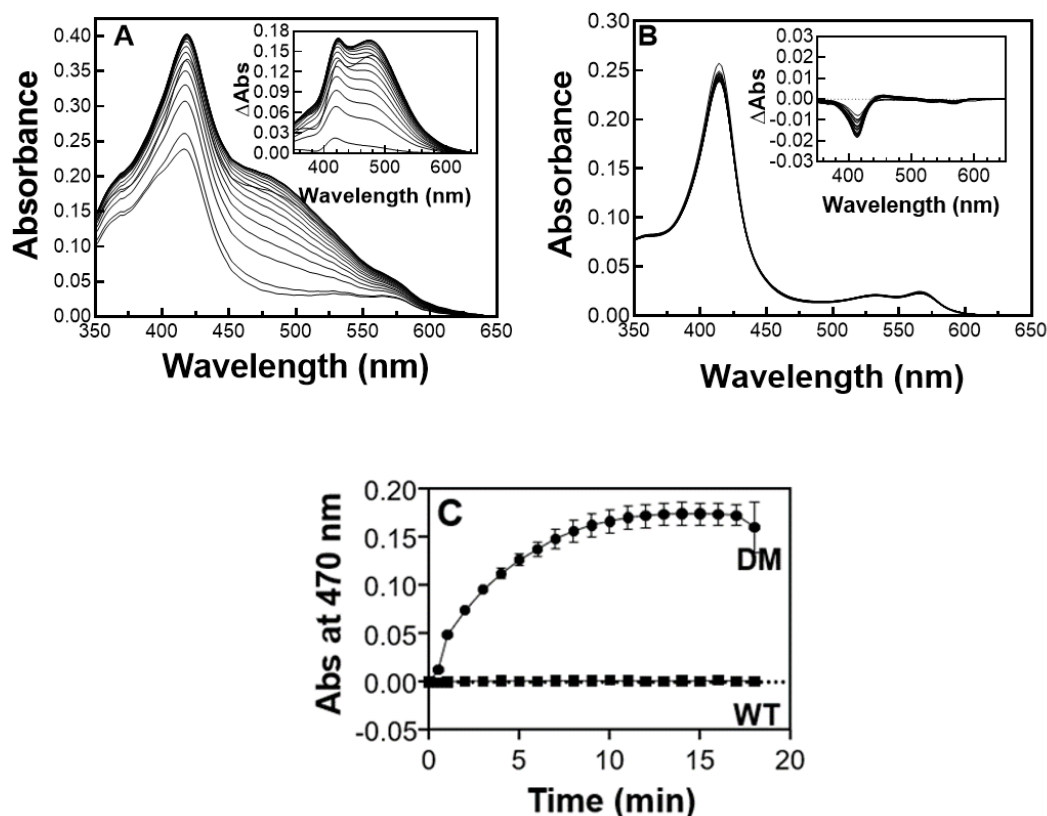 A
0.40
0.35
0.30
0.25
0.20
0.15
0.10
0.05
0.00
350 400 450 500 550 600 650
Absorbance
Wavelength (nm)
0.18
0.15
0.12
0.09
0.06
0.03
0.00
ΔAbs
400 500 600
Wavelength (nm)
B
0.30
0.25
0.20
0.15
0.10
0.05
0.00
350 400 450 500 550 600 650
Absorbance
Wavelength (nm)
0.03
0.02
0.01
0.00
-0.01
-0.02
-0.03
ΔAbs
400 500 600
Wavelength (nm)
C
0.20
0.15
0.10
0.05
0.00
-0.05
Abs at 470 nm
DM
WT
0 5 10 15 20
Time (min)